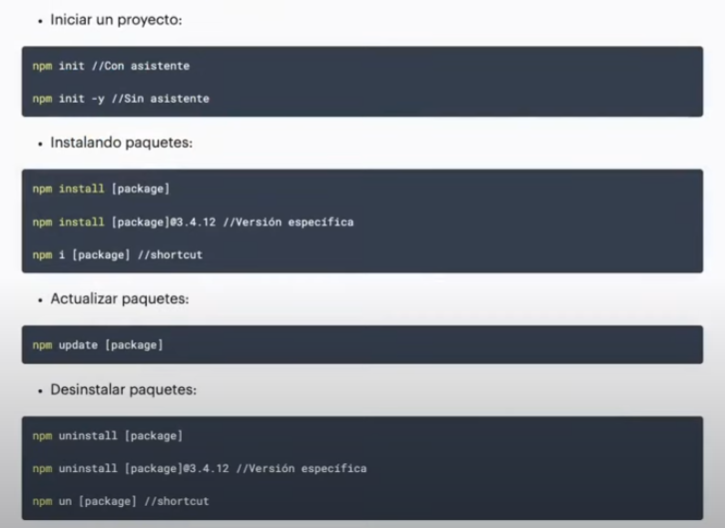 • Iniciar un proyecto:
npm init //Con asistente
npm init -y //Sin asistente
• Instalando paquetes:
npm install [package]
npm install [package]@3.4.12 //Versión específica
npm i [package] //shortcut
• Actualizar paquetes:
npm update [package]
• Desinstalar paquetes:
npm uninstall [package]
npm uninstall [package]@3.4.12 //Versión específica
npm un [package] //shortcut